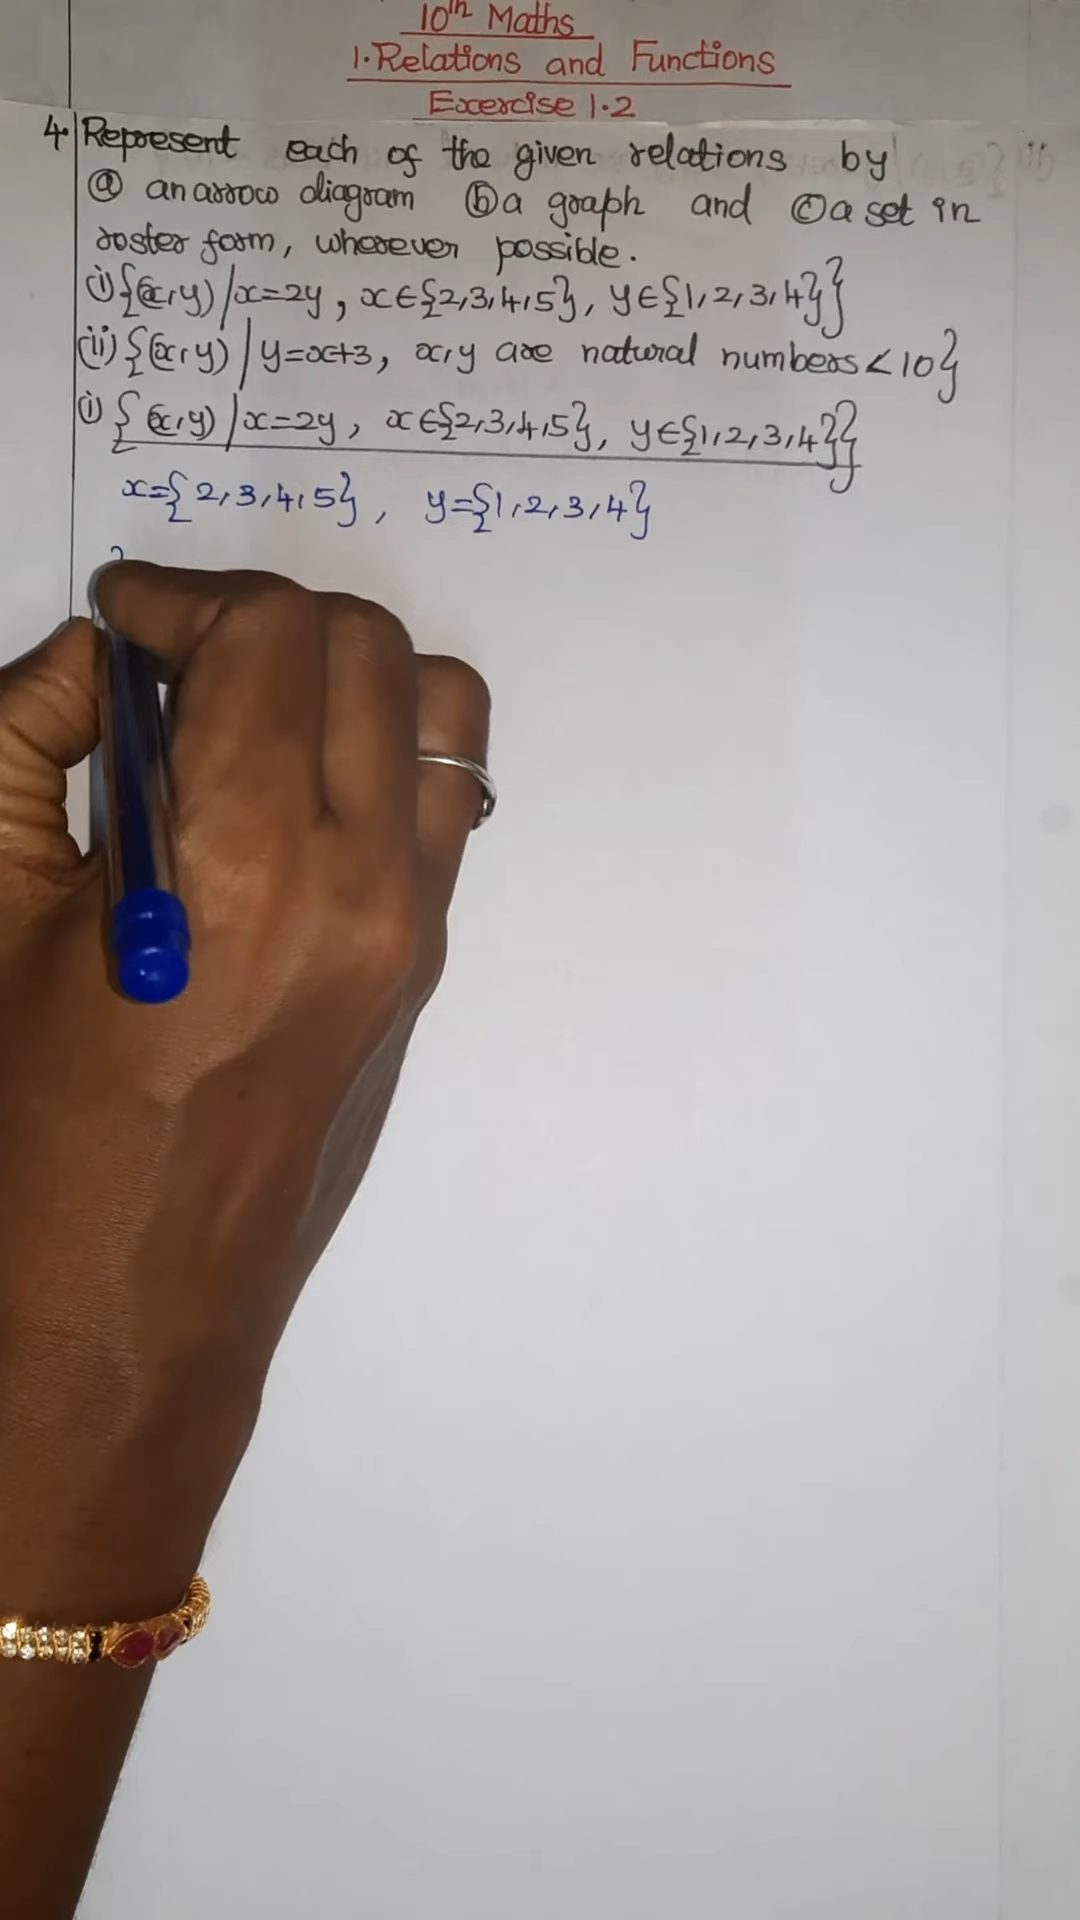 10th Maths
1. Relations and Functions
Exercise 1.2
4. Represent each of the given relations by
ⓐ an arrow diagram ⓑ a graph and ⓒ a set in
roster form, wherever possible.
(i) {(x,y)/x=2y, x∈{2,3,4,5}, y∈{1,2,3,4}}
(ii) {(x,y)/y=x+3, x,y are natural numbers < 10}
(i) {(x,y)/x=2y, x∈{2,3,4,5}, y∈{1,2,3,4}}
x={2,3,4,5}, y={1,2,3,4}